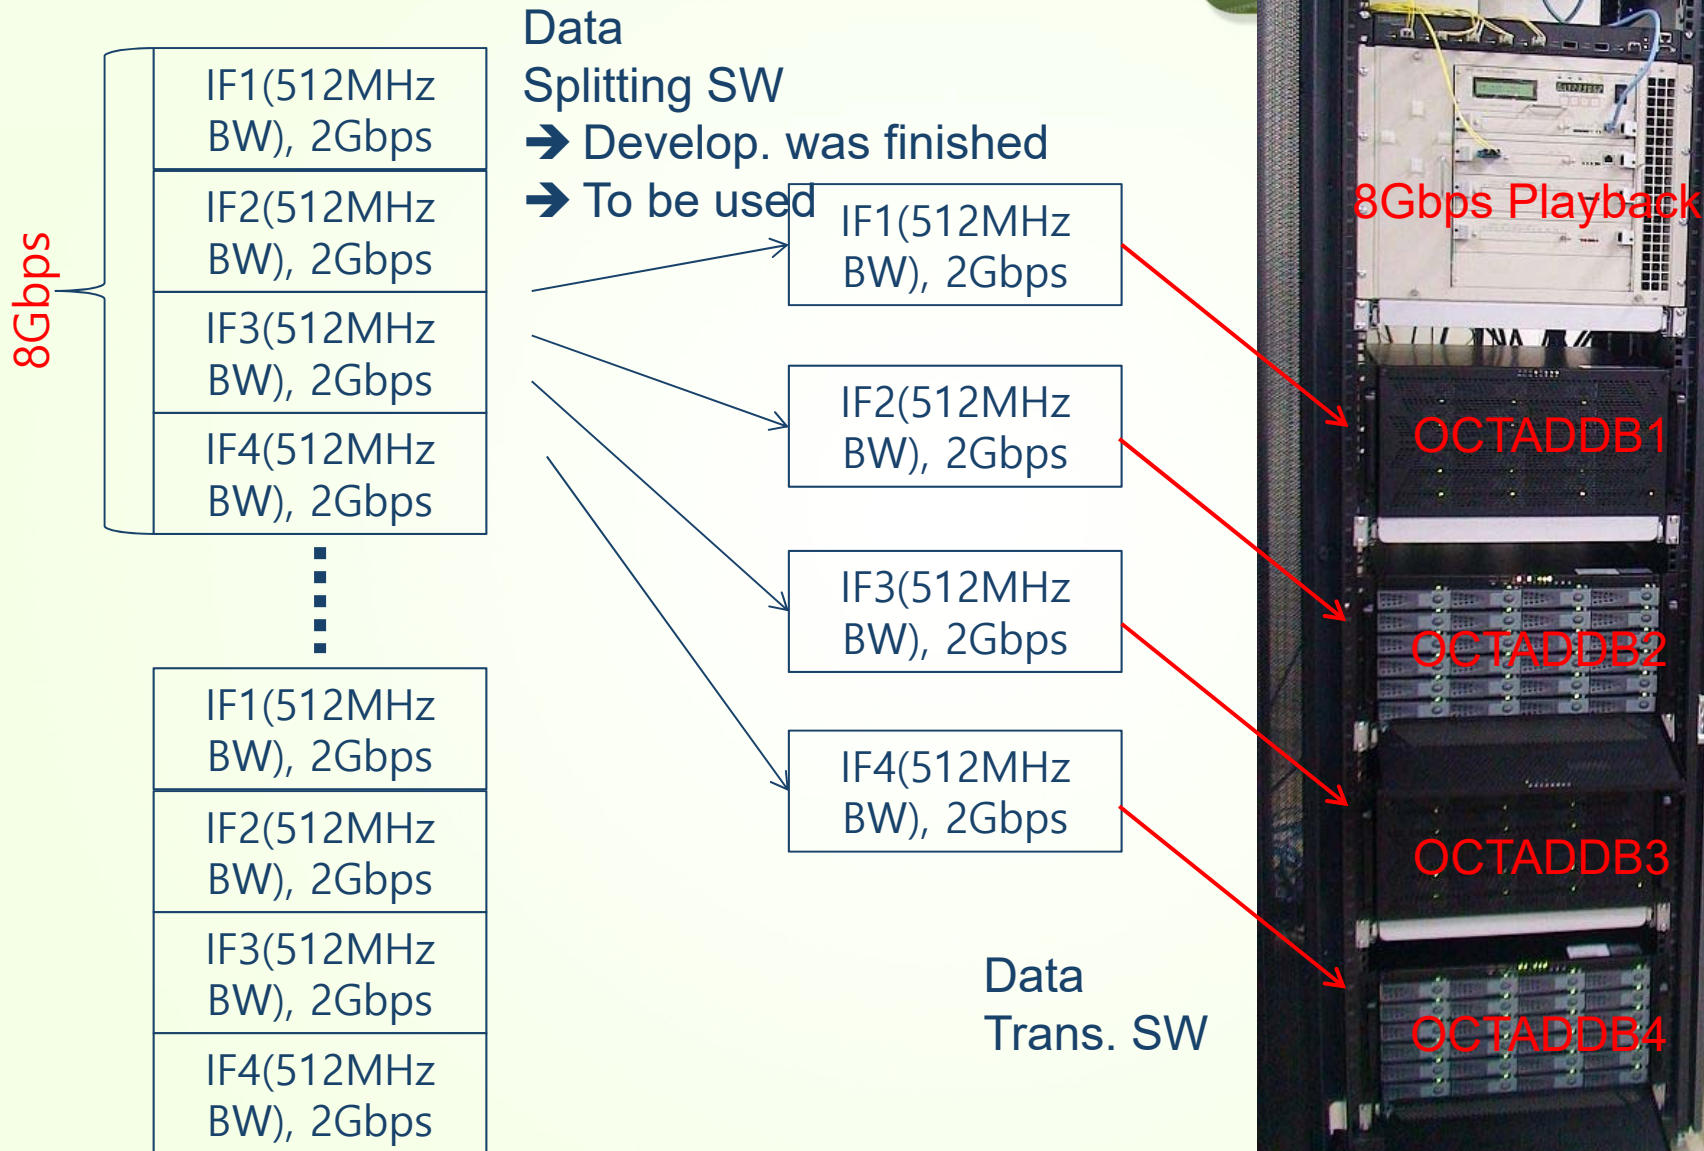 8Gbps
IF1(512MHz
BW), 2Gbps
IF2(512MHz
BW), 2Gbps
IF3(512MHz
BW), 2Gbps
IF4(512MHz
BW), 2Gbps
IF1(512MHz
BW), 2Gbps
IF2(512MHz
BW), 2Gbps
IF3(512MHz
BW), 2Gbps
IF4(512MHz
BW), 2Gbps
Data
Splitting SW
➔ Develop. was finished
➔ To be used
IF1(512MHz
BW), 2Gbps
IF2(512MHz
BW), 2Gbps
IF3(512MHz
BW), 2Gbps
IF4(512MHz
BW), 2Gbps
Data
Trans. SW
8Gbps Playback
OCTADDB1
OCTADDB2
OCTADDB3
OCTADDB4